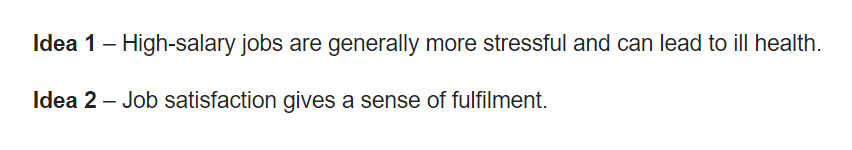 Idea 1 – High-salary jobs are generally more stressful and can lead to ill health.
Idea 2 – Job satisfaction gives a sense of fulfilment.